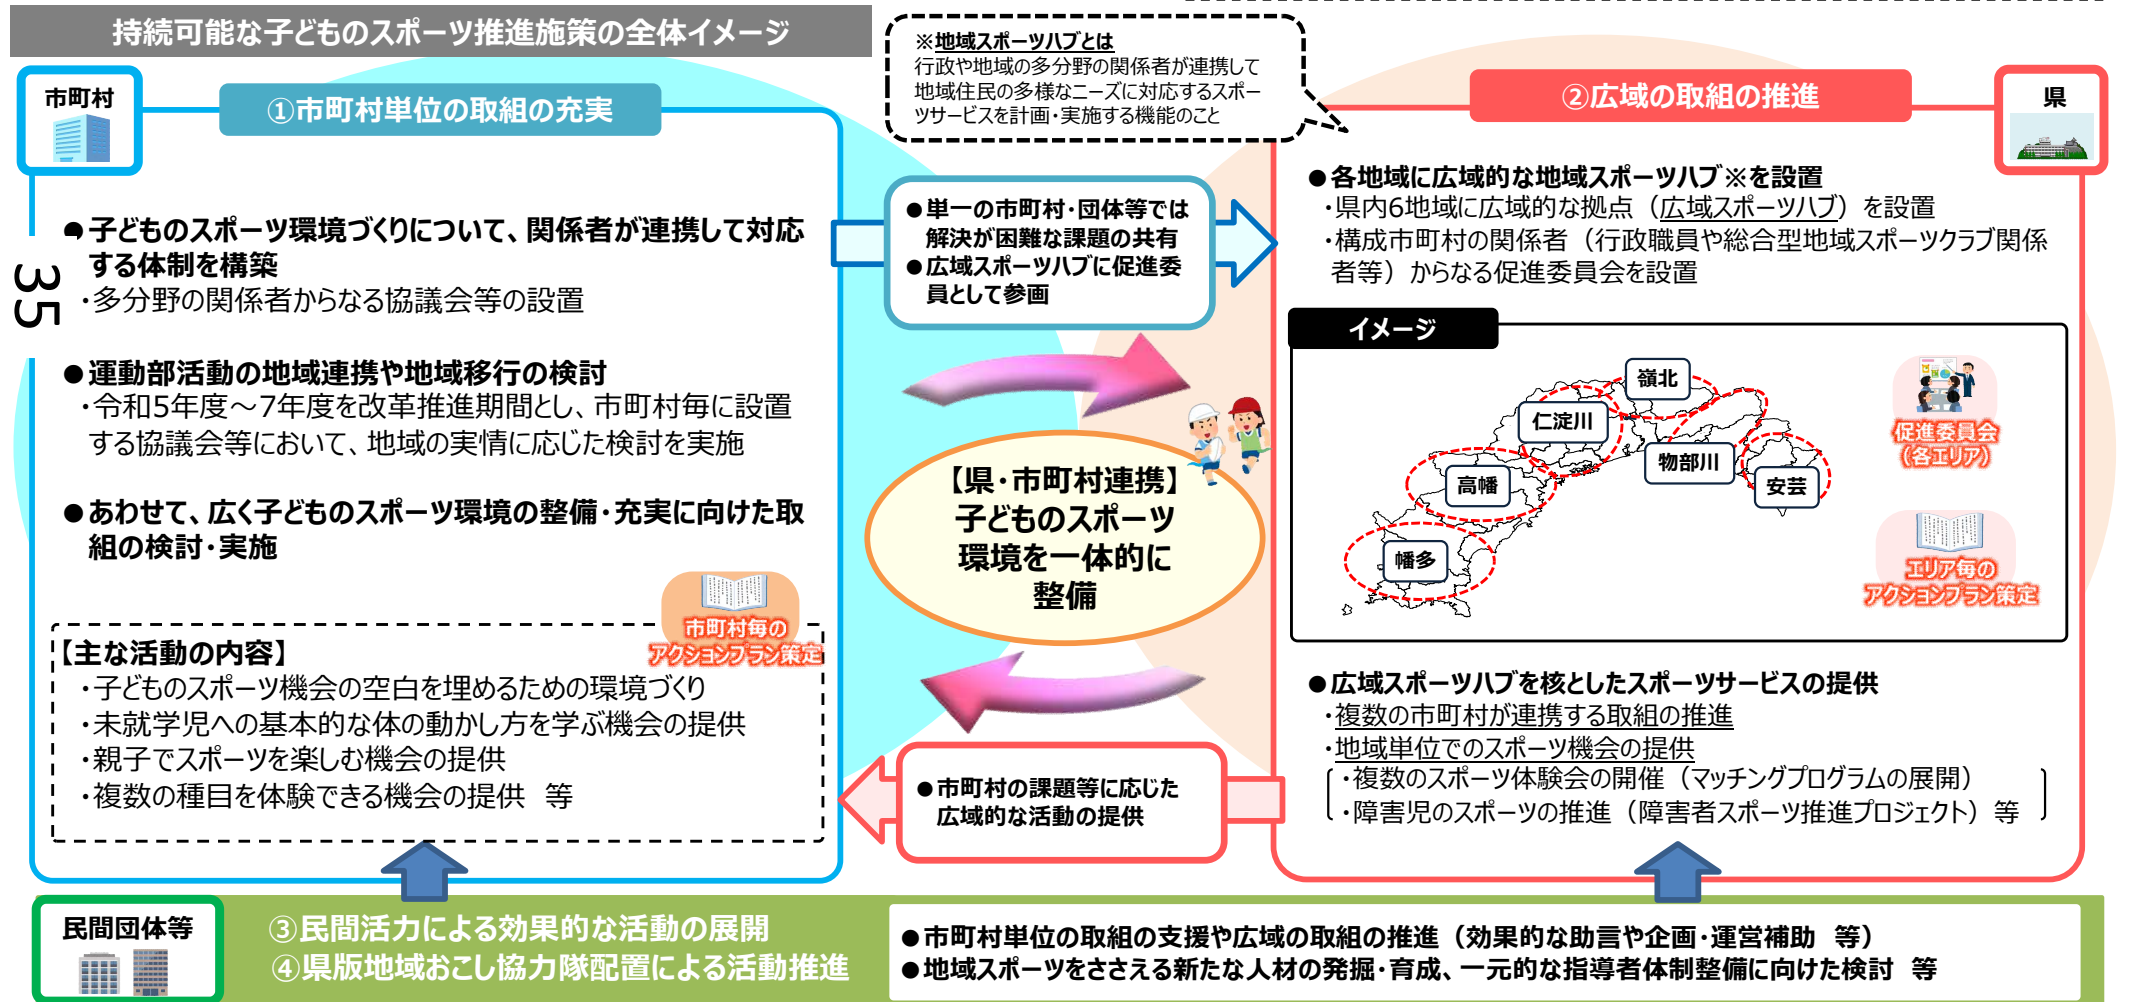 持続可能な子どものスポーツ推進施策の全体イメージ
※地域スポーツハブとは
行政や地域の多分野の関係者が連携して
地域住民の多様なニーズに対応するスポー
ツサービスを計画・実施する機能のこと
市町村
①市町村単位の取組の充実
●子どものスポーツ環境づくりについて、関係者が連携して対応
する体制を構築
・多分野の関係者からなる協議会等の設置
35
●運動部活動の地域連携や地域移行の検討
・令和5年度～7年度を改革推進期間とし、市町村毎に設置
する協議会等において、地域の実情に応じた検討を実施
●あわせて、広く子どものスポーツ環境の整備・充実に向けた取
組の検討・実施
市町村毎の
アクションプラン策定
【主な活動の内容】
・子どものスポーツ機会の空白を埋めるための環境づくり
・未就学児への基本的な体の動かし方を学ぶ機会の提供
・親子でスポーツを楽しむ機会の提供
・複数の種目を体験できる機会の提供　等
●単一の市町村・団体等では
解決が困難な課題の共有
●広域スポーツハブに促進委
員として参画
【県・市町村連携】
子どものスポーツ
環境を一体的に
整備
●市町村の課題等に応じた
広域的な活動の提供
②広域の取組の推進
県
●各地域に広域的な地域スポーツハブ※を設置
・県内6地域に広域的な拠点（広域スポーツハブ）を設置
・構成市町村の関係者（行政職員や総合型地域スポーツクラブ関係
者等）からなる促進委員会を設置
イメージ
嶺北
仁淀川
物部川
高幡
安芸
幡多
促進委員会
（各エリア）
エリア毎の
アクションプラン策定
●広域スポーツハブを核としたスポーツサービスの提供
・複数の市町村が連携する取組の推進
・地域単位でのスポーツ機会の提供
・複数のスポーツ体験会の開催（マッチングプログラムの展開）
・障害児のスポーツの推進（障害者スポーツ推進プロジェクト）等
民間団体等
③民間活力による効果的な活動の展開
④県版地域おこし協力隊配置による活動推進
●市町村単位の取組の支援や広域の取組の推進（効果的な助言や企画・運営補助　等）
●地域スポーツをささえる新たな人材の発掘・育成、一元的な指導者体制整備に向けた検討　等